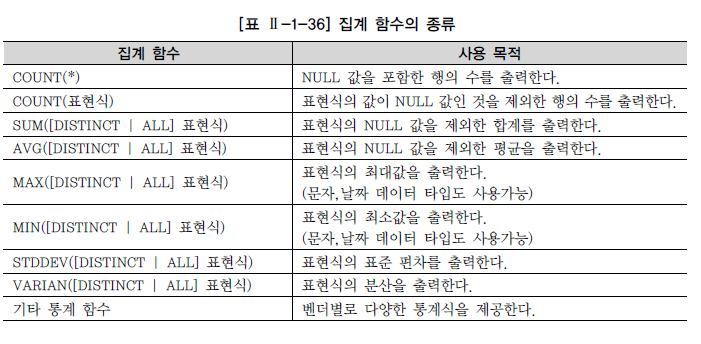 [표 Ⅱ-1-36] 집계 함수의 종류
집계 함수 사용 목적
COUNT(*) NULL 값을 포함한 행의 수를 출력한다.
COUNT(표현식) 표현식의 값이 NULL 값인 것을 제외한 행의 수를 출력한다.
SUM([DISTINCT | ALL] 표현식) 표현식의 NULL 값을 제외한 합계를 출력한다.
AVG([DISTINCT | ALL] 표현식) 표현식의 NULL 값을 제외한 평균을 출력한다.
MAX([DISTINCT | ALL] 표현식) 표현식의 최대값을 출력한다.
(문자,날짜 데이터 타입도 사용가능)
MIN([DISTINCT | ALL] 표현식) 표현식의 최소값을 출력한다.
(문자,날짜 데이터 타입도 사용가능)
STDDEV([DISTINCT | ALL] 표현식) 표현식의 표준 편차를 출력한다.
VARIAN([DISTINCT | ALL] 표현식) 표현식의 분산을 출력한다.
기타 통계 함수 벤더별로 다양한 통계식을 제공한다.